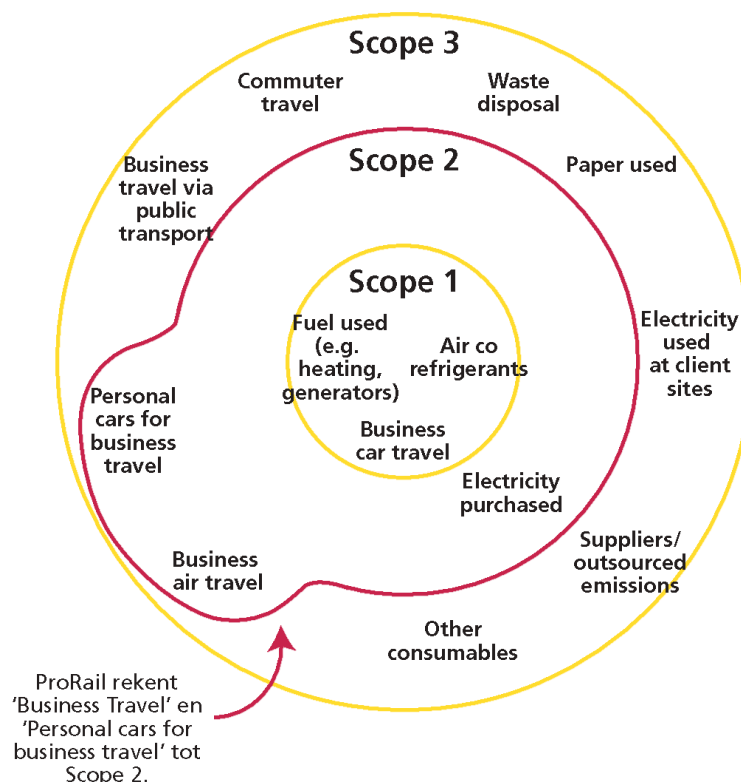 Scope 3
Commuter
travel
Waste
disposal
Business
travel via
public
transport
Scope 2
Paper used
Scope 1
Fuel used
(e.g.
heating,
generators)
Air co
refrigerants
Business
car travel
Electricity
used
at client
sites
Personal
cars for
business
travel
Electricity
purchased
Business
air travel
Suppliers/
outsourced
emissions
Other
consumables
ProRail rekent
‘Business Travel’ en
‘Personal cars for
business travel’ tot
Scope 2.